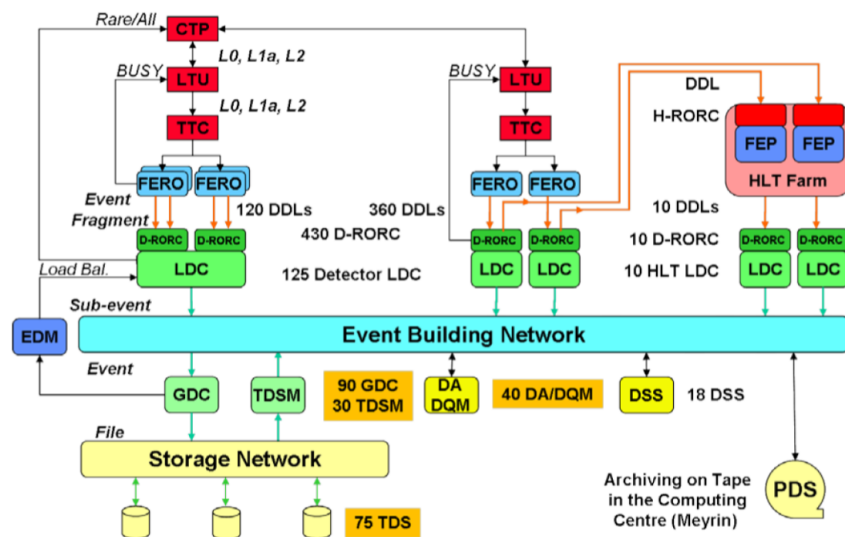 Rare/All
CTP
L0, L1a, L2
BUSY
LTU
BUSY
LTU
DDL
L0, L1a, L2
H-RORC
TTC
TTC
FEP
FEP
FERO
FERO
FERO
FERO
HLT Farm
Event
Fragment
120 DDLs
360 DDLs
10 DDLs
D-RORC
D-RORC
430 D-RORC
D-RORC
D-RORC
10 D-RORC
D-RORC
D-RORC
Load Bal.
LDC
125 Detector LDC
LDC
LDC
10 HLT LDC
LDC
LDC
Sub-event
EDM
Event Building Network
Event
GDC
TDSM
90 GDC
30 TDSM
DA
DQM
40 DA/DQM
DSS
18 DSS
File
Storage Network
Archiving on Tape
in the Computing
Centre (Meyrin)
PDS
75 TDS